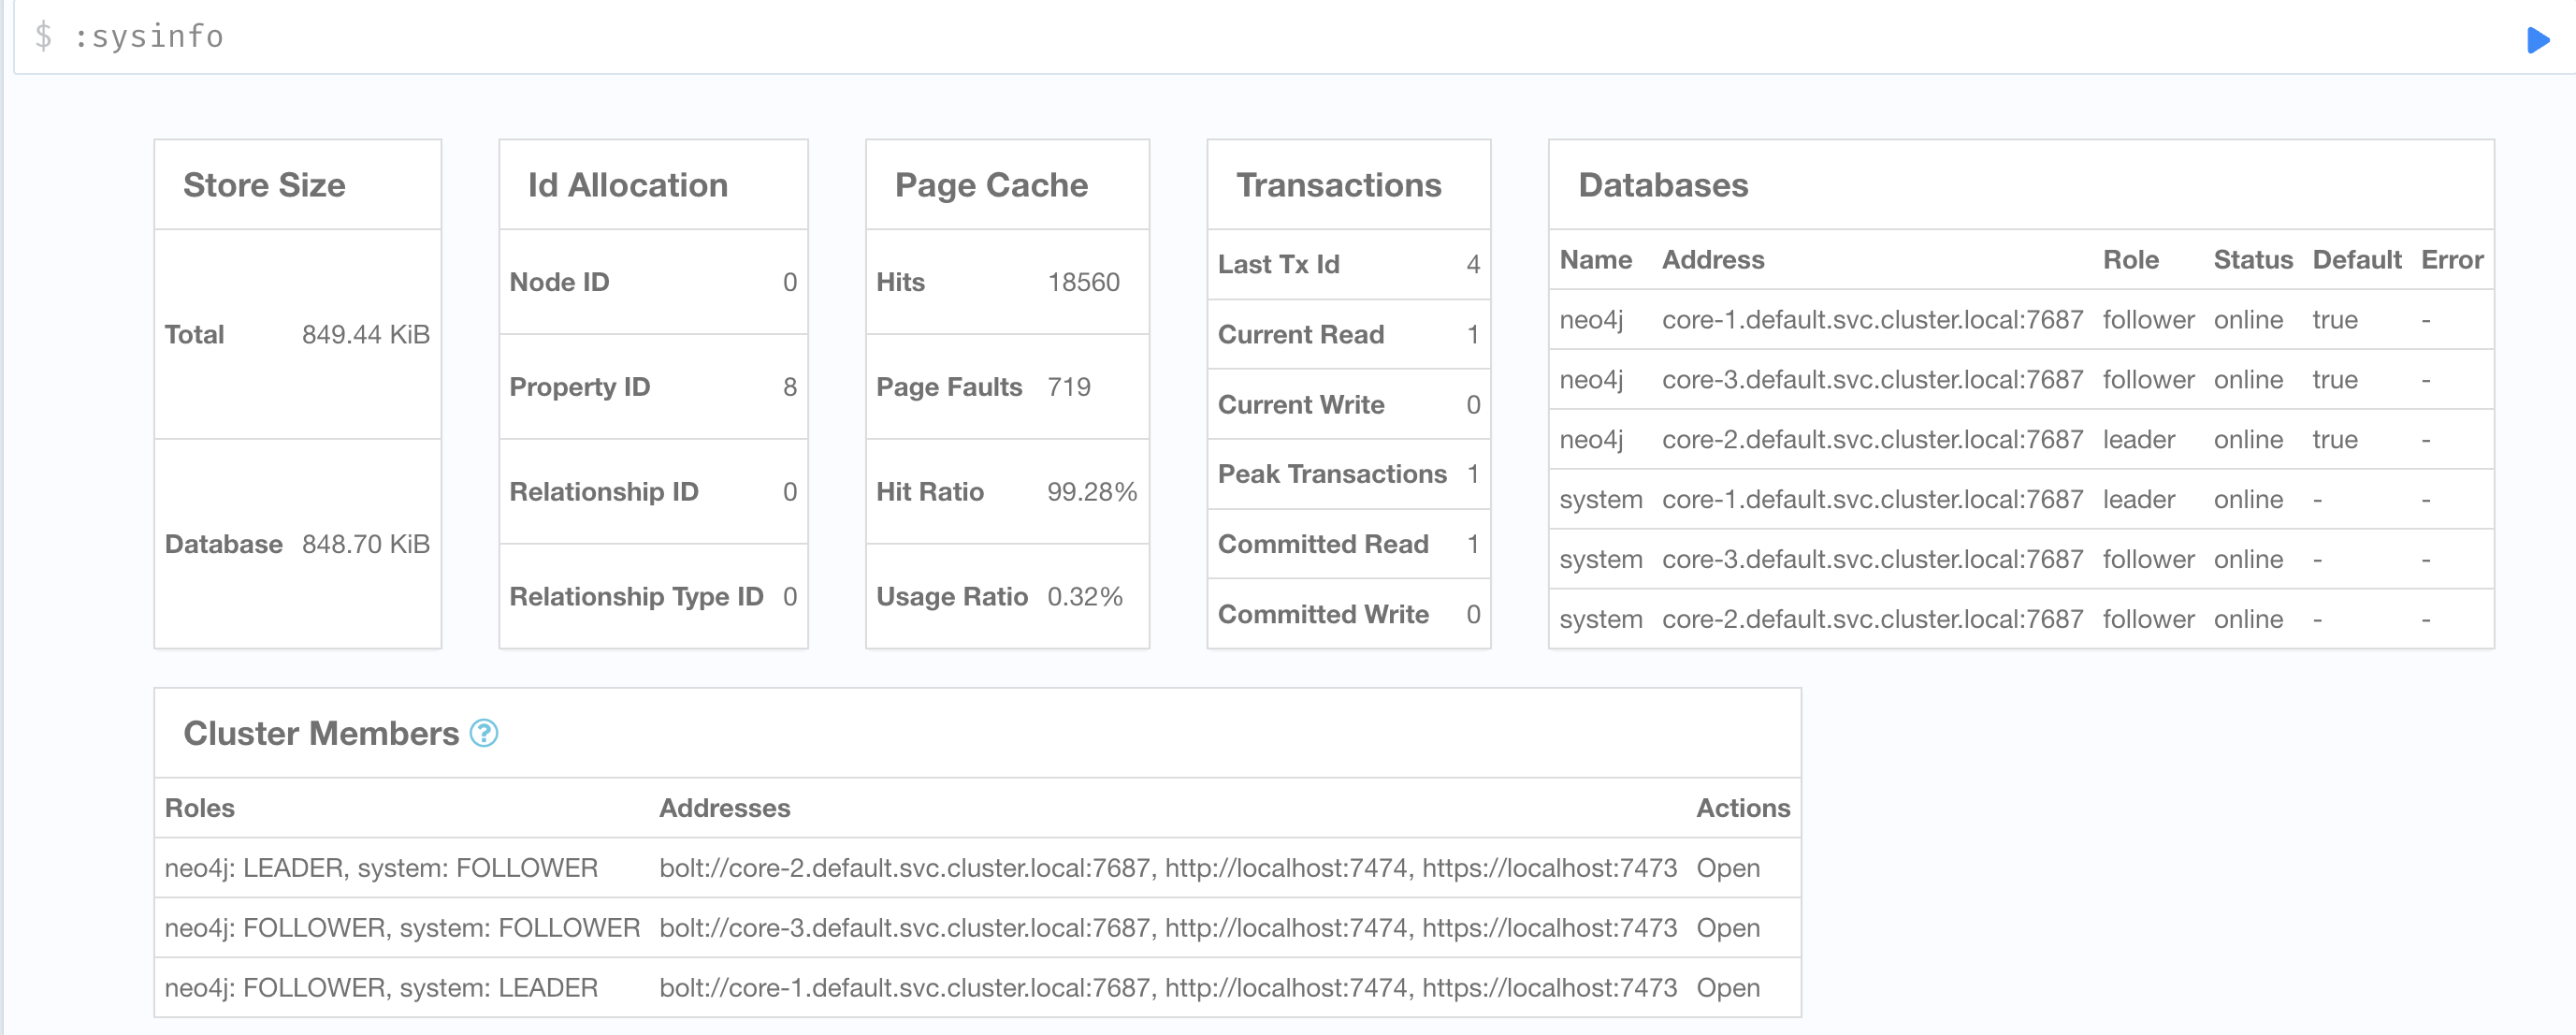 $ :sysinfo
Store Size
Total 849.44 KiB
Database 848.70 KiB
Id Allocation
Node ID 0
Property ID 8
Relationship ID 0
Relationship Type ID 0
Page Cache
Hits 18560
Page Faults 719
Hit Ratio 99.28%
Usage Ratio 0.32%
Transactions
Last Tx Id 4
Current Read 1
Current Write 0
Peak Transactions 1
Committed Read 1
Committed Write 0
Databases
Name Address Role Status Default Error
neo4j core-1.default.svc.cluster.local:7687 follower online true -
neo4j core-3.default.svc.cluster.local:7687 follower online true -
neo4j core-2.default.svc.cluster.local:7687 leader online true -
system core-1.default.svc.cluster.local:7687 leader online - -
system core-3.default.svc.cluster.local:7687 follower online - -
system core-2.default.svc.cluster.local:7687 follower online - -
Cluster Members ?
Roles Addresses Actions
neo4j: LEADER, system: FOLLOWER bolt://core-2.default.svc.cluster.local:7687, http://localhost:7474, https://localhost:7473 Open
neo4j: FOLLOWER, system: FOLLOWER bolt://core-3.default.svc.cluster.local:7687, http://localhost:7474, https://localhost:7473 Open
neo4j: FOLLOWER, system: LEADER bolt://core-1.default.svc.cluster.local:7687, http://localhost:7474, https://localhost:7473 Open